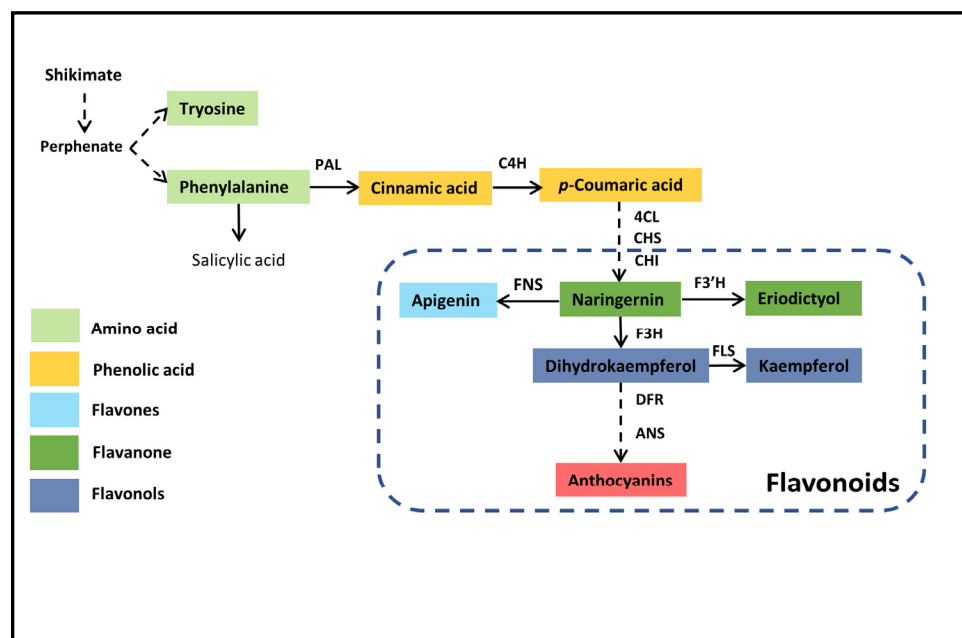 Shikimate
Tryosine
Perphenate
PAL
C4H
Phenylalanine
Cinnamic acid
p-Coumaric acid
4CL
CHS
CHI
Salicylic acid
FNS
F3'H
Apigenin
Naringernin
Eriodictyol
F3H
FLS
Dihydrokaempferol
Kaempferol
DFR
ANS
Anthocyanins
Flavonoids
Amino acid
Phenolic acid
Flavones
Flavanone
Flavonols